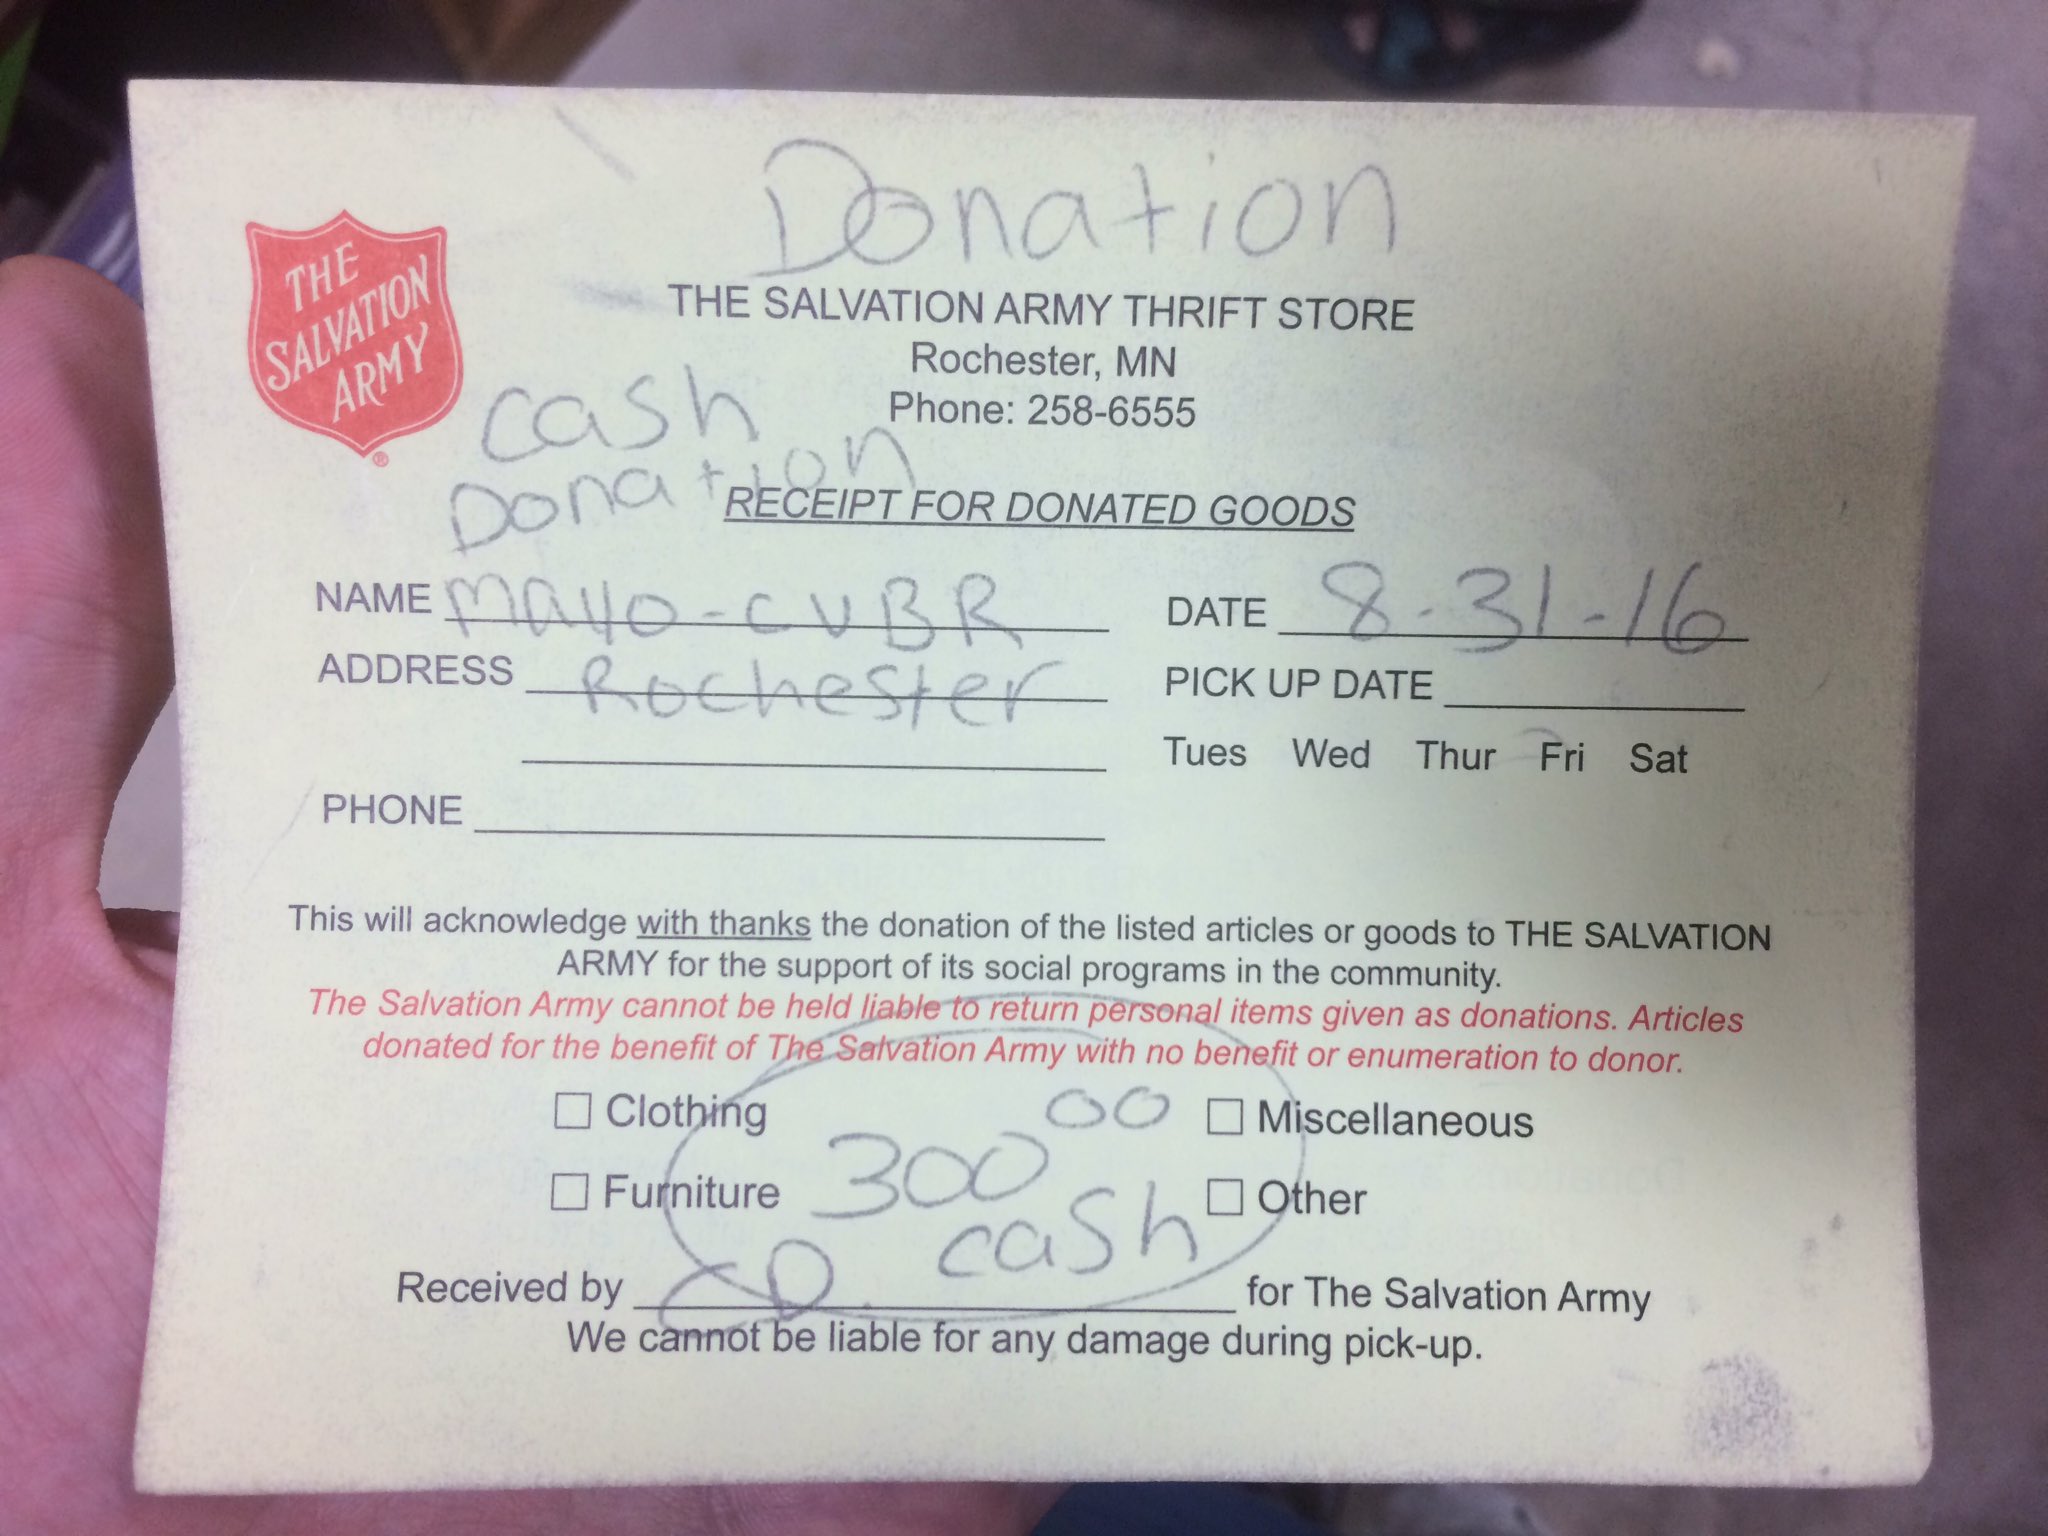 Donation
THE
SALVATION
ARMY
®
THE SALVATION ARMY THRIFT STORE
Rochester, MN
Phone: 258-6555
cash
Donation
RECEIPT FOR DONATED GOODS
NAME Mayo-CVBR DATE 8-31-16
ADDRESS Rochester PICK UP DATE
Tues Wed Thur Fri Sat
PHONE
This will acknowledge with thanks the donation of the listed articles or goods to THE SALVATION
ARMY for the support of its social programs in the community.
The Salvation Army cannot be held liable to return personal items given as donations. Articles
donated for the benefit of The Salvation Army with no benefit or enumeration to donor.
Clothing 300 00 Miscellaneous
Furniture cash Other
Received by CD for The Salvation Army
We cannot be liable for any damage during pick-up.